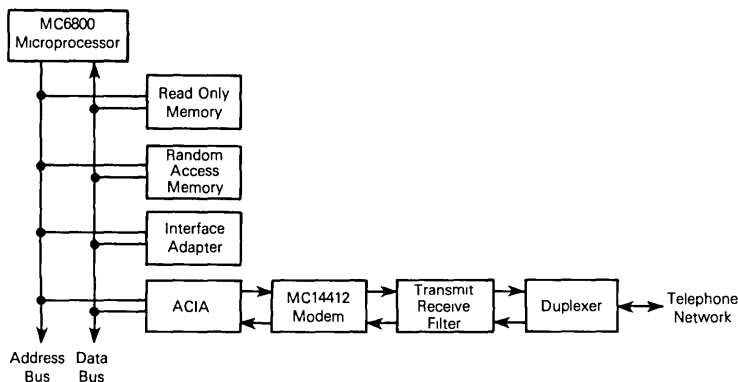 MC6800
Microprocessor
Read Only
Memory
Random
Access
Memory
Interface
Adapter
ACIA
MC14412
Modem
Transmit
Receive
Filter
Duplexer
Telephone
Network
Address
Bus
Data
Bus